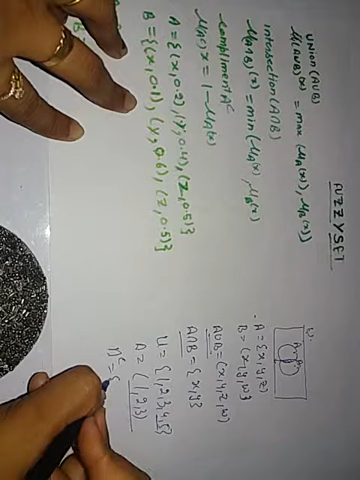 FUZZY SET
UNION (A∪B)
μ(A∪B)(x) = max (μA(x), μB(x))
intersection (A∩B)
μ(A∩B)(x) = min (μA(x), μB(x))
compliment Aᶜ
μA(ᶜ) x = 1 - μA(x)
A = {(x, 0.2), (y, 0.4), (z, 0.5)}
B = {(x, 0.1), (y, 0.6), (z, 0.5)}
U
A B
A = {x, y, z}
B = {x, y, w}
A∪B = {x, y, z, w}
A∩B = {x, y}
U = {1, 2, 3, 4, 5}
A = {1, 2, 3}
Aᶜ = {